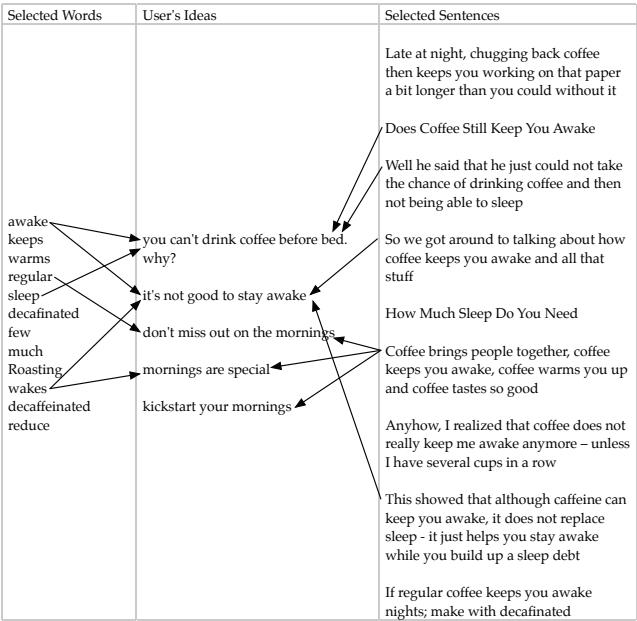 Selected Words
User's Ideas
Selected Sentences
awake
keeps
warms
regular
sleep
decafinated
few
much
Roasting
wakes
decaffeinated
reduce
you can't drink coffee before bed.
why?
it's not good to stay awake
don't miss out on the mornings
mornings are special
kickstart your mornings
Late at night, chugging back coffee
then keeps you working on that paper
a bit longer than you could without it
Does Coffee Still Keep You Awake
Well he said that he just could not take
the chance of drinking coffee and then
not being able to sleep
So we got around to talking about how
coffee keeps you awake and all that
stuff
How Much Sleep Do You Need
Coffee brings people together, coffee
keeps you awake, coffee warms you up
and coffee tastes so good
Anyhow, I realized that coffee does not
really keep me awake anymore – unless
I have several cups in a row
This showed that although caffeine can
keep you awake, it does not replace
sleep - it just helps you stay awake
while you build up a sleep debt
If regular coffee keeps you awake
nights; make with decafinated